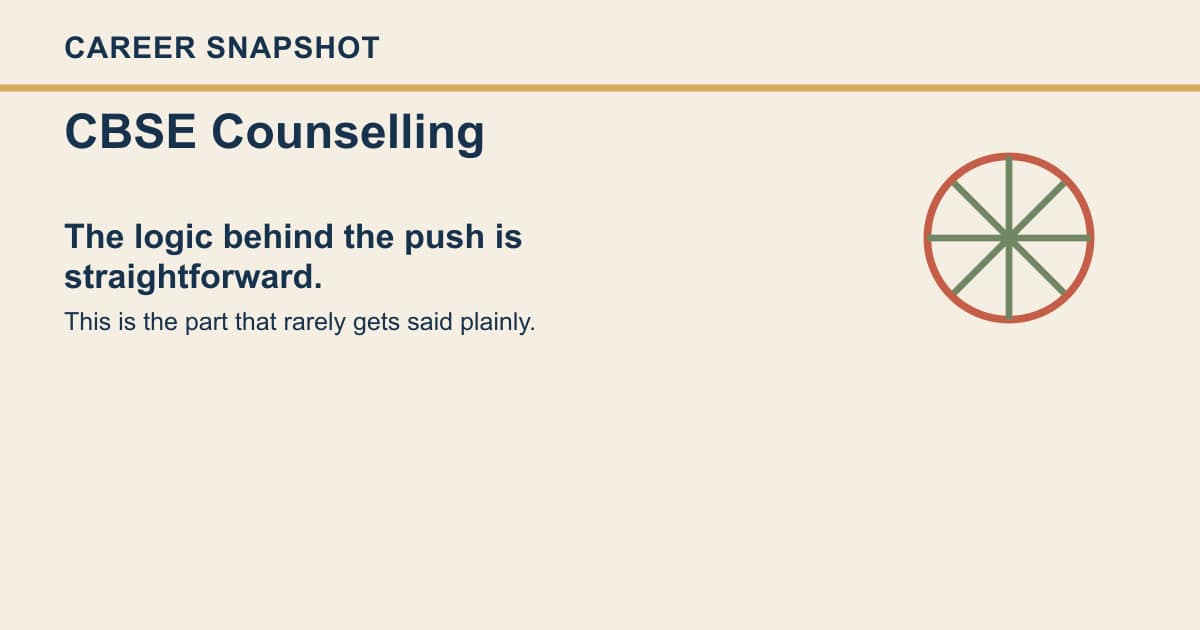 CAREER SNAPSHOT
CBSE Counselling
The logic behind the push is
straightforward.
This is the part that rarely gets said plainly.